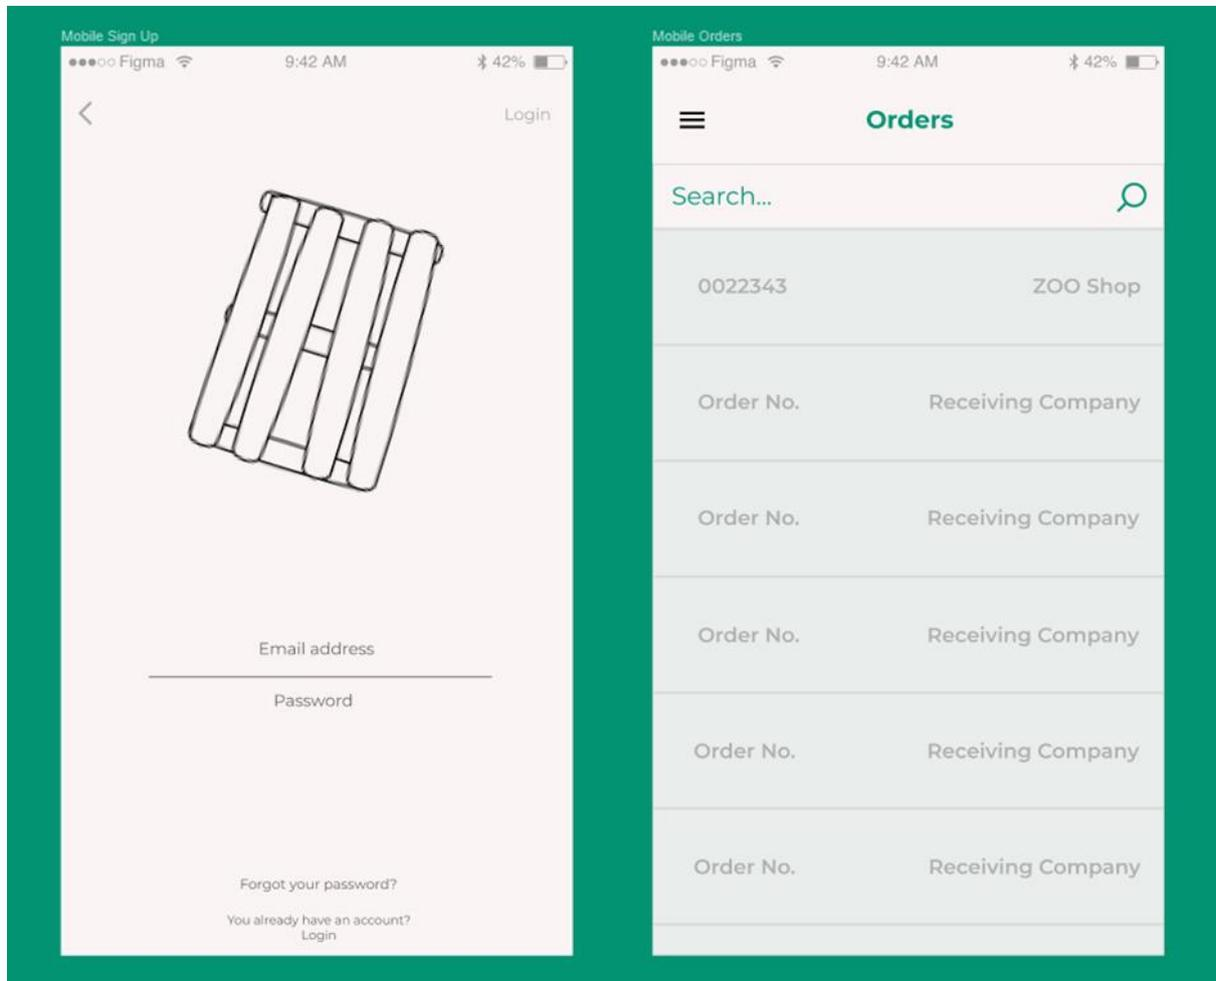 Mobile Sign Up
Figma 9:42 AM 42%
Login
Email address
Password
Forgot your password?
You already have an account?
Login
Mobile Orders
Figma 9:42 AM 42%
Orders
Search...
0022343 ZOO Shop
Order No. Receiving Company
Order No. Receiving Company
Order No. Receiving Company
Order No. Receiving Company
Order No. Receiving Company